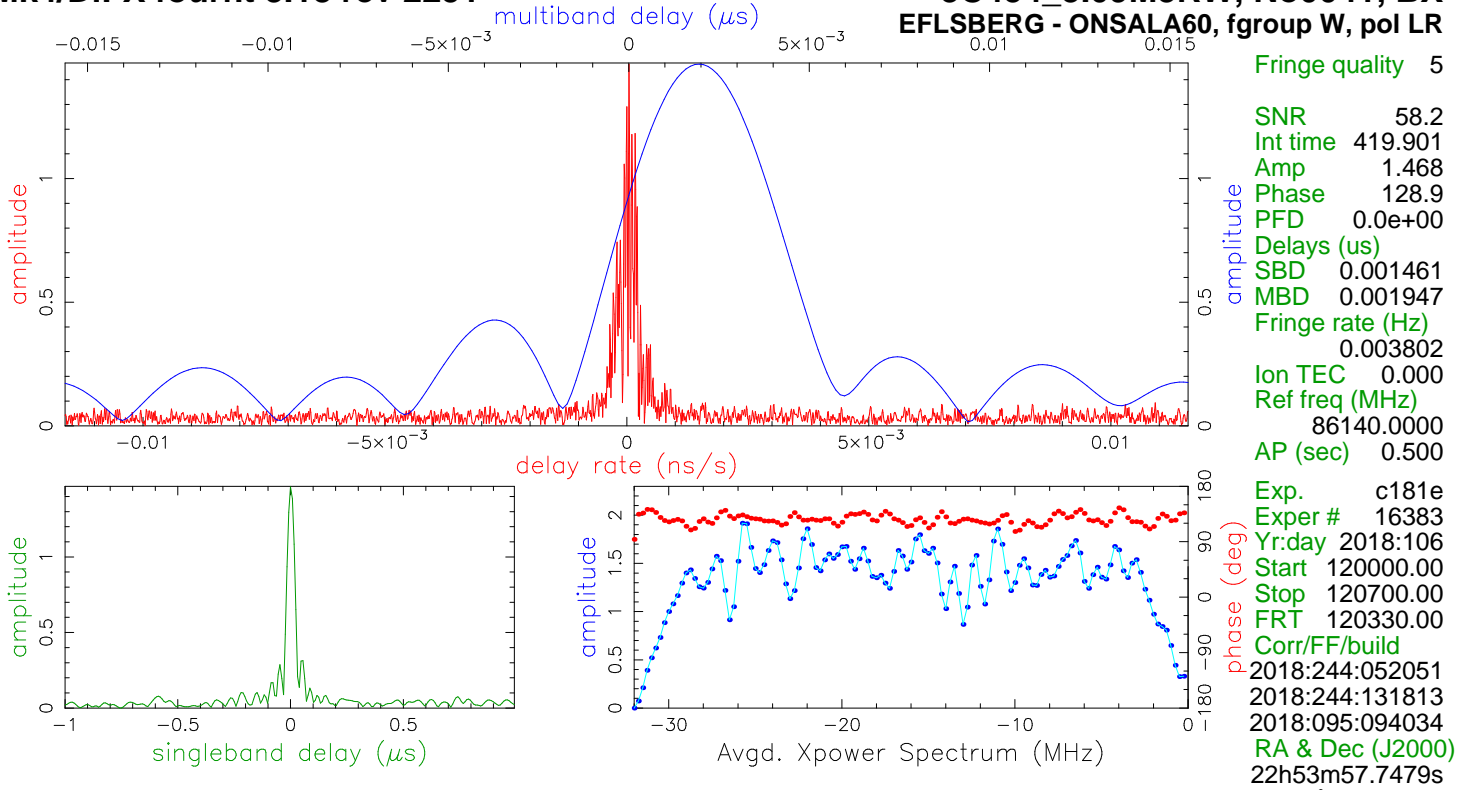 multiband delay (μs)
EFLSBERG - ONSALA60, fgroup W, pol LR
−0.015 −0.01 −5×10⁻³ 0 5×10⁻³ 0.01 0.015
amplitude
0 0.5 1
amplitude
0 0.5 1
−0.01 −5×10⁻³ 0 5×10⁻³ 0.01
delay rate (ns/s)
Fringe quality 5
SNR 58.2
Int time 419.901
Amp 1.468
Phase 128.9
PFD 0.0e+00
Delays (us)
SBD 0.001461
MBD 0.001947
Fringe rate (Hz)
0.003802
Ion TEC 0.000
Ref freq (MHz)
86140.0000
AP (sec) 0.500
Exp. c181e
Exper # 16383
Yr:day 2018:106
Start 120000.00
Stop 120700.00
FRT 120330.00
Corr/FF/build
2018:244:052051
2018:244:131813
2018:095:094034
RA & Dec (J2000)
22h53m57.7479s
amplitude
0 0.5 1
−1 −0.5 0 0.5
singleband delay (μs)
amplitude
0 0.5 1 1.5 2
−30 −20 −10 0
Avgd. Xpower Spectrum (MHz)
phase (deg)
−180 −90 0 90 180